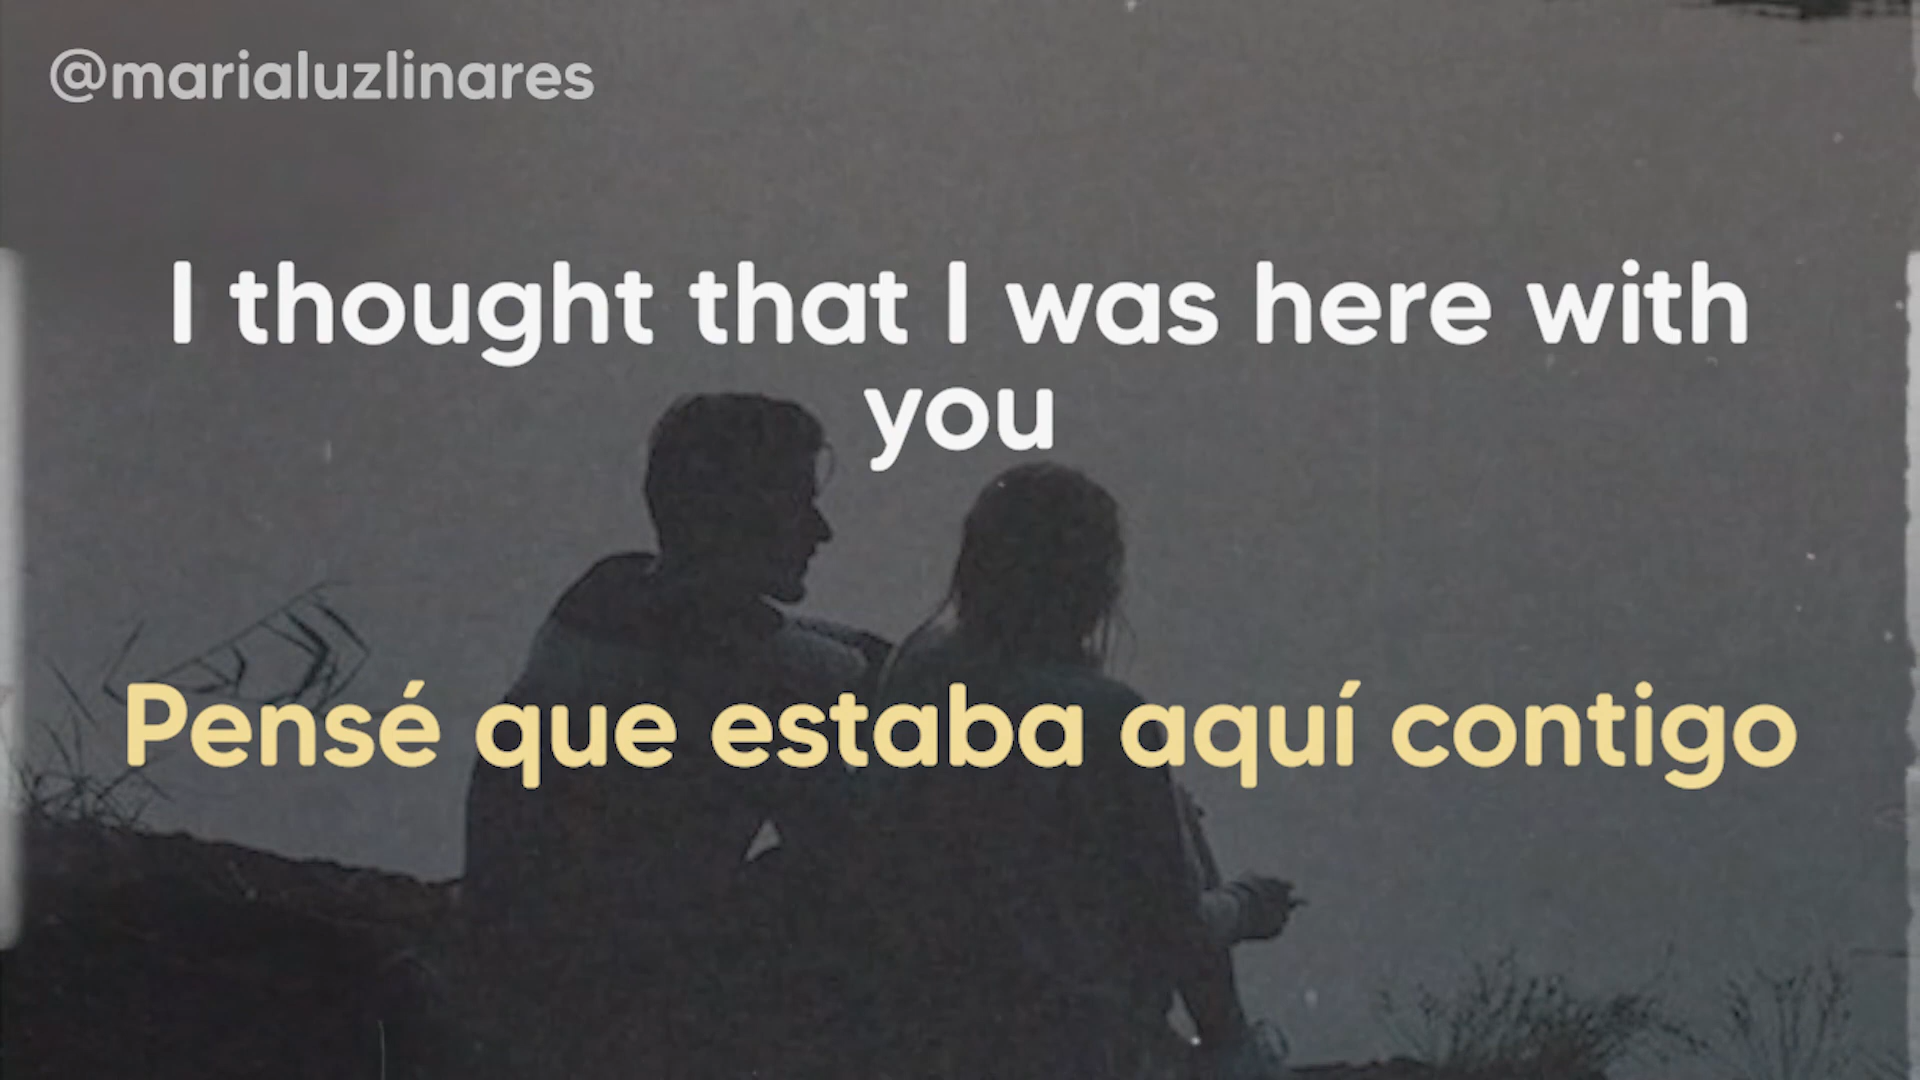 @marialuzlinares
I thought that I was here with
you
Pensé que estaba aquí contigo